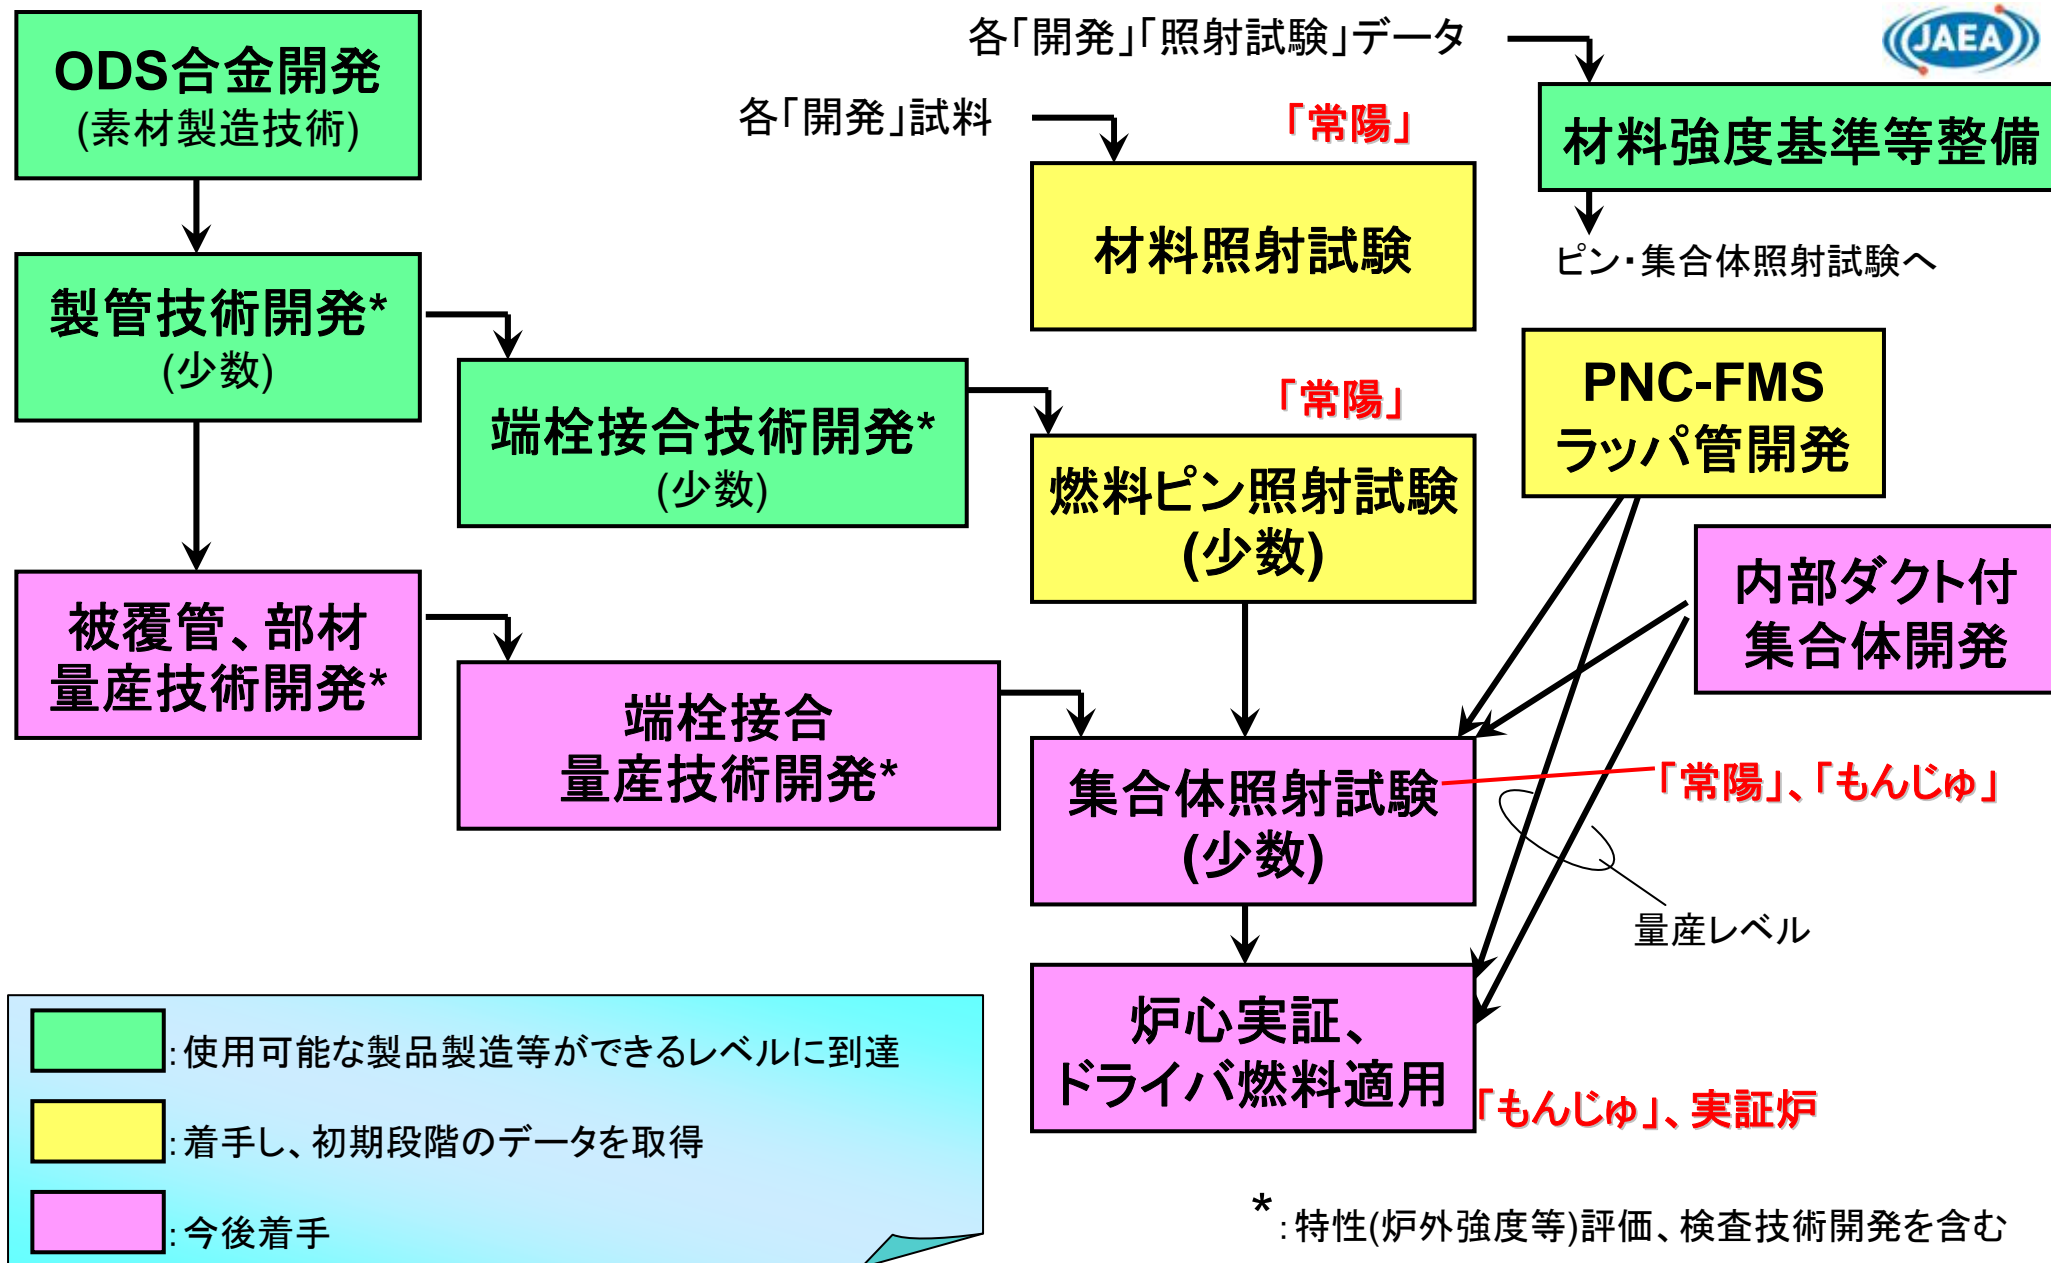 ODS合金開発
(素材製造技術)
各「開発」「照射試験」データ
JAEA
各「開発」試料
「常陽」
材料強度基準等整備
材料照射試験
ピン・集合体照射試験へ
製管技術開発*
(少数)
端栓接合技術開発*
(少数)
「常陽」
燃料ピン照射試験
(少数)
PNC-FMS
ラッパ管開発
内部ダクト付
集合体開発
被覆管、部材
量産技術開発*
端栓接合
量産技術開発*
集合体照射試験
(少数)
「常陽」、「もんじゅ」
量産レベル
炉心実証、
ドライバ燃料適用
「もんじゅ」、実証炉
:使用可能な製品製造等ができるレベルに到達
:着手し、初期段階のデータを取得
:今後着手
*:特性(炉外強度等)評価、検査技術開発を含む